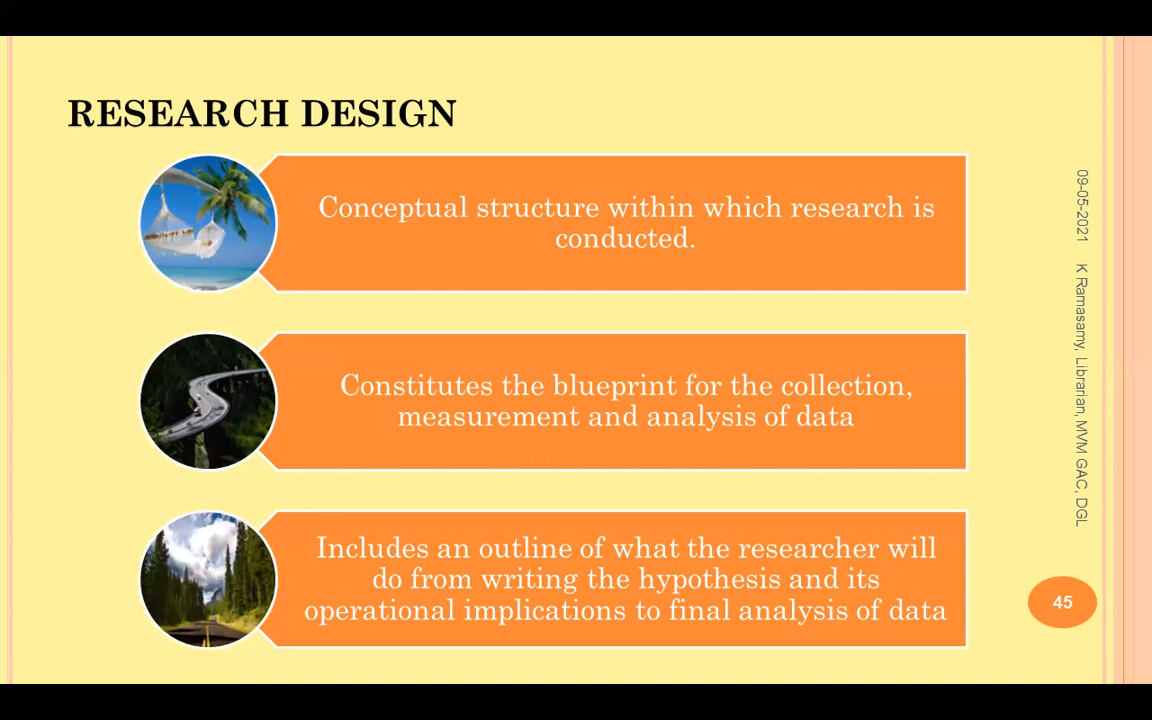 RESEARCH DESIGN
Conceptual structure within which research is
conducted.
Constitutes the blueprint for the collection,
measurement and analysis of data
Includes an outline of what the researcher will
do from writing the hypothesis and its
operational implications to final analysis of data
09-05-2021 K Ramasamy, Librarian, MVM GAC, DGL
45